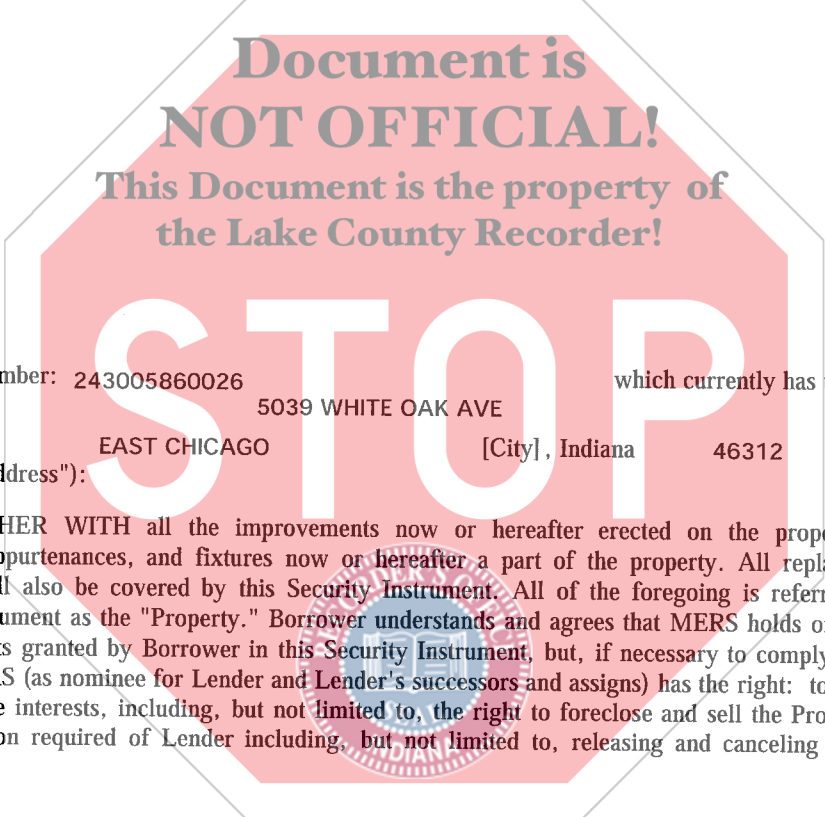 Document is
NOT OFFICIAL!
This Document is the property of
the Lake County Recorder!
STOP
mber: 243005860026 which currently has
5039 WHITE OAK AVE
EAST CHICAGO [City], Indiana 46312
ddress"):
HER WITH all the improvements now or hereafter erected on the prope
ppurtenances, and fixtures now or hereafter a part of the property. All repla
ll also be covered by this Security Instrument. All of the foregoing is referr
ument as the "Property." Borrower understands and agrees that MERS holds o
s granted by Borrower in this Security Instrument, but, if necessary to comply
S (as nominee for Lender and Lender's successors and assigns) has the right: to
e interests, including, but not limited to, the right to foreclose and sell the Pro
on required of Lender including, but not limited to, releasing and canceling
RECORDER'S OFFICE
SEAL
INDIANA